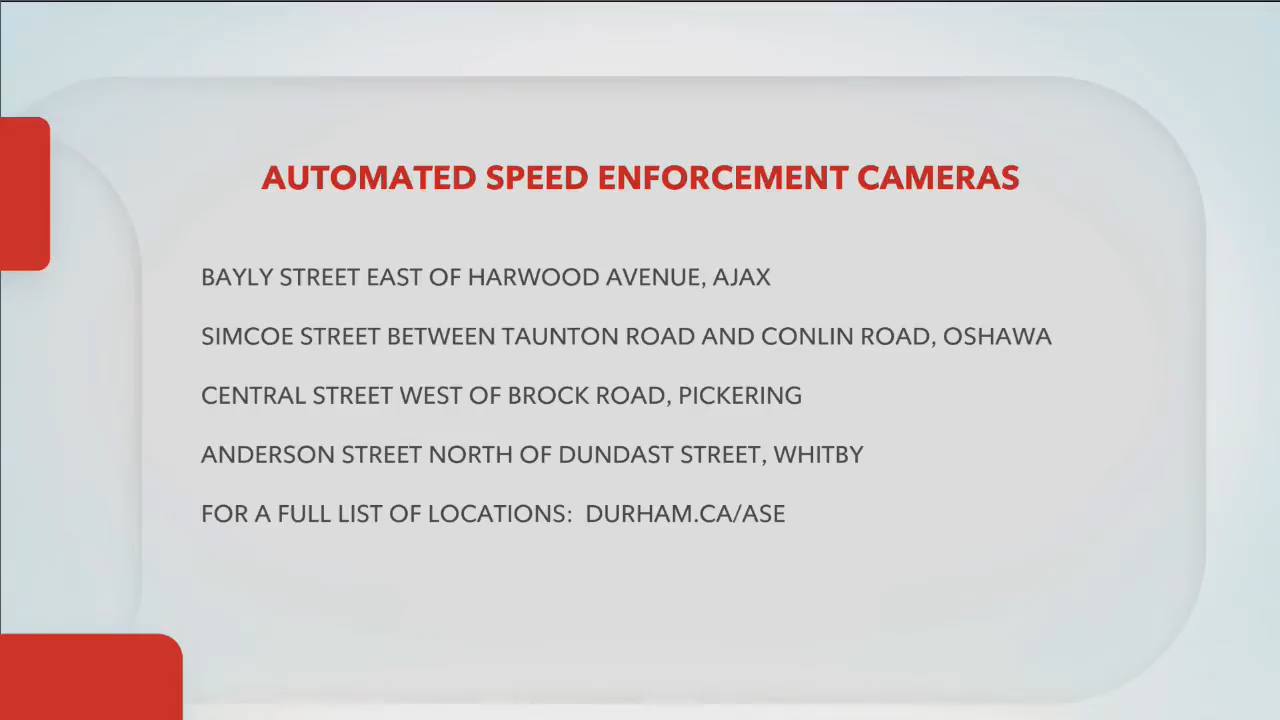 AUTOMATED SPEED ENFORCEMENT CAMERAS
BAYLY STREET EAST OF HARWOOD AVENUE, AJAX
SIMCOE STREET BETWEEN TAUNTON ROAD AND CONLIN ROAD, OSHAWA
CENTRAL STREET WEST OF BROCK ROAD, PICKERING
ANDERSON STREET NORTH OF DUNDAST STREET, WHITBY
FOR A FULL LIST OF LOCATIONS:  DURHAM.CA/ASE